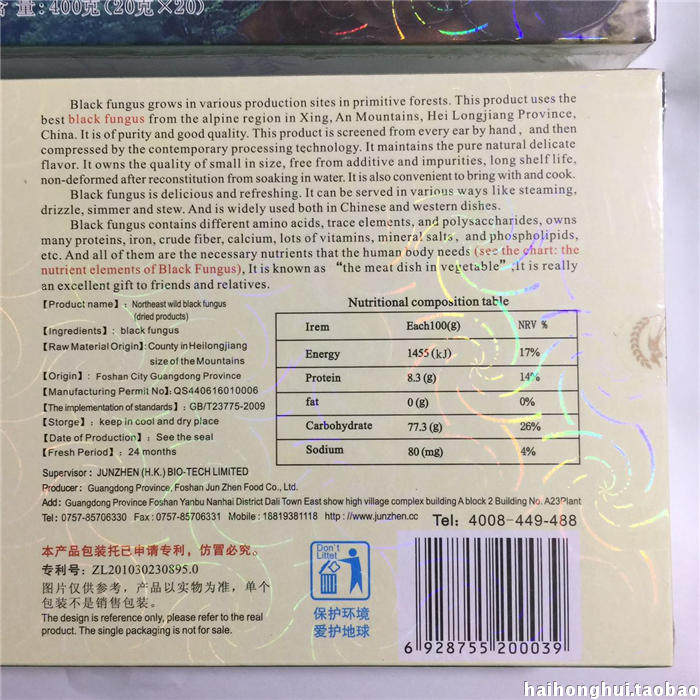 量:400克(20克×20)
Black fungus grows in various production sites in primitive forests. This product uses the
best black fungus from the alpine region in Xing, An Mountains, Hei Longjiang Province,
China. It is of purity and good quality. This product is screened from every ear by hand, and then
compressed by the contemporary processing technology. It maintains the pure natural delicate
flavor. It owns the quality of small in size, free from additive and impurities, long shelf life,
non-deformed after reconstitution from soaking in water. It is also convenient to bring with and cook.
Black fungus is delicious and refreshing. It can be served in various ways like steaming,
drizzle, simmer and stew. And is widely used both in Chinese and western dishes.
Black fungus contains different amino acids, trace elements, and polysaccharides, owns
many proteins, iron, crude fiber, calcium, lots of vitamins, mineral salts, and phospholipids,
etc. And all of them are the necessary nutrients that the human body needs (see the chart: the
nutrient elements of Black Fungus), It is known as “the meat dish in vegetable”,It is really
an excellent gift to friends and relatives.
【Product name】: Northeast wild black fungus
(dried products)
【Ingredients】: black fungus
【Raw Material Origin】: County in Heilongjiang
size of the Mountains
【Origin】: Foshan City Guangdong Province
【Manufacturing Permit No】: QS440616010006
【The implementation of standards】: GB/T23775-2009
【Storge】: keep in cool and dry place
【Date of Production】: See the seal
【Fresh Period】: 24 months
Nutritional composition table
Irem Each100(g) NRV %
Energy 1455(kJ) 17%
Protein 8.3(g) 14%
fat 0(g) 0%
Carbohydrate 77.3(g) 26%
Sodium 80(mg) 4%
Supervisor: JUNZHEN (H.K.) BIO-TECH LIMITED
Producer: Guangdong Province, Foshan Jun Zhen Food Co., Ltd.
Add: Guangdong Province Foshan Yanbu Nanhai District Dali Town East show high village complex building A block 2 Building No. A23Plant
Tel: 0757-85706330 Fax: 0757-85706331 Mobile: 18819381118 http://www.junzhen.cc Tel: 4008-449-488
本产品包装托已申请专利，仿冒必究。
专利号：ZL201030230895.0
图片仅供参考，产品以实物为准，单个
包装不是销售包装。
The design is reference only, please refer to the real
product. The single packaging is not for sale.
Don't
Litter
保护环境
爱护地球
6 928755 200039
haihonghui.taobao.com